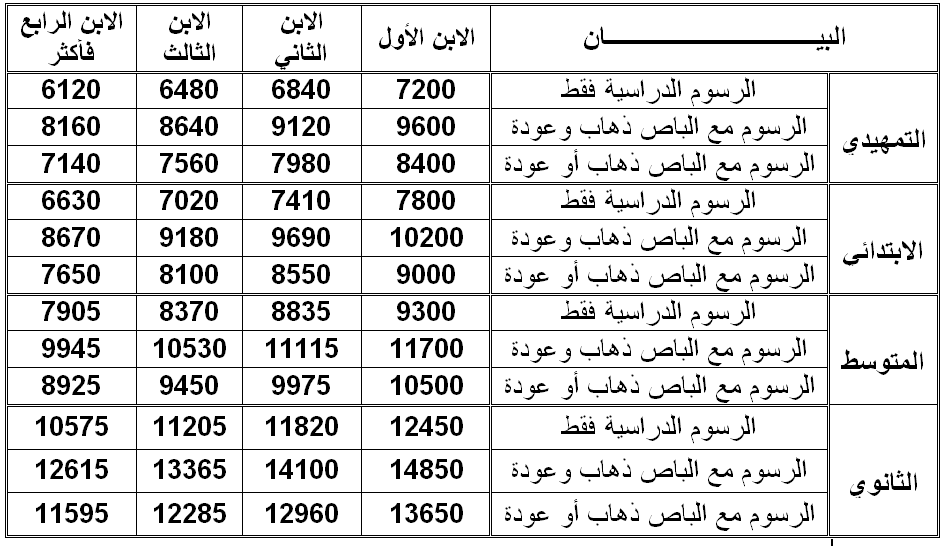 البيـــــــان الابن الأول الابن الثاني الابن الثالث الابن الرابع فأكثر
التمهيدي
الرسوم الدراسية فقط 7200 6840 6480 6120
الرسوم مع الباص ذهاب وعودة 9600 9120 8640 8160
الرسوم مع الباص ذهاب أو عودة 8400 7980 7560 7140
الابتدائي
الرسوم الدراسية فقط 7800 7410 7020 6630
الرسوم مع الباص ذهاب وعودة 10200 9690 9180 8670
الرسوم مع الباص ذهاب أو عودة 9000 8550 8100 7650
المتوسط
الرسوم الدراسية فقط 9300 8835 8370 7905
الرسوم مع الباص ذهاب وعودة 11700 11115 10530 9945
الرسوم مع الباص ذهاب أو عودة 10500 9975 9450 8925
الثانوي
الرسوم الدراسية فقط 12450 11820 11205 10575
الرسوم مع الباص ذهاب وعودة 14850 14100 13365 12615
الرسوم مع الباص ذهاب أو عودة 13650 12960 12285 11595